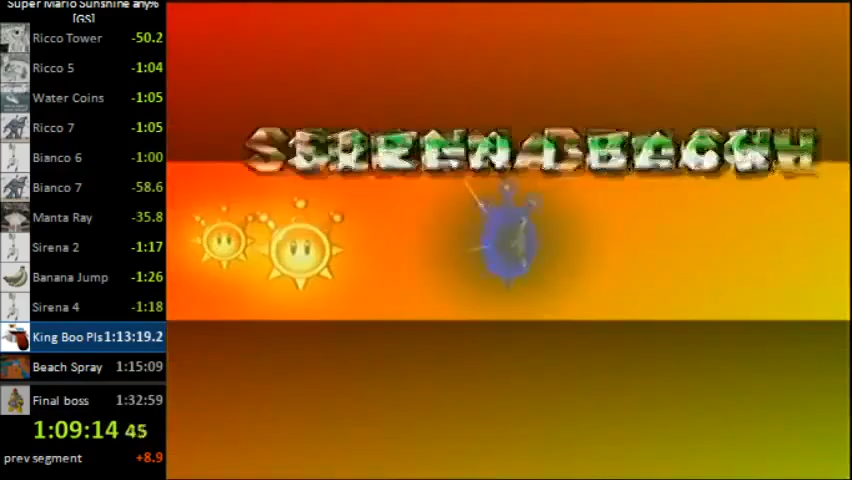 Super Mario Sunshine any%
[GS]
Ricco Tower -50.2
Ricco 5 -1:04
Water Coins -1:05
Ricco 7 -1:05
Bianco 6 -1:00
Bianco 7 -58.6
Manta Ray -35.8
Sirena 2 -1:17
Banana Jump -1:26
Sirena 4 -1:18
King Boo Pls 1:13:19.2
Beach Spray 1:15:09
Final boss 1:32:59
1:09:14 45
prev segment +8.9
SIRENA BEACH